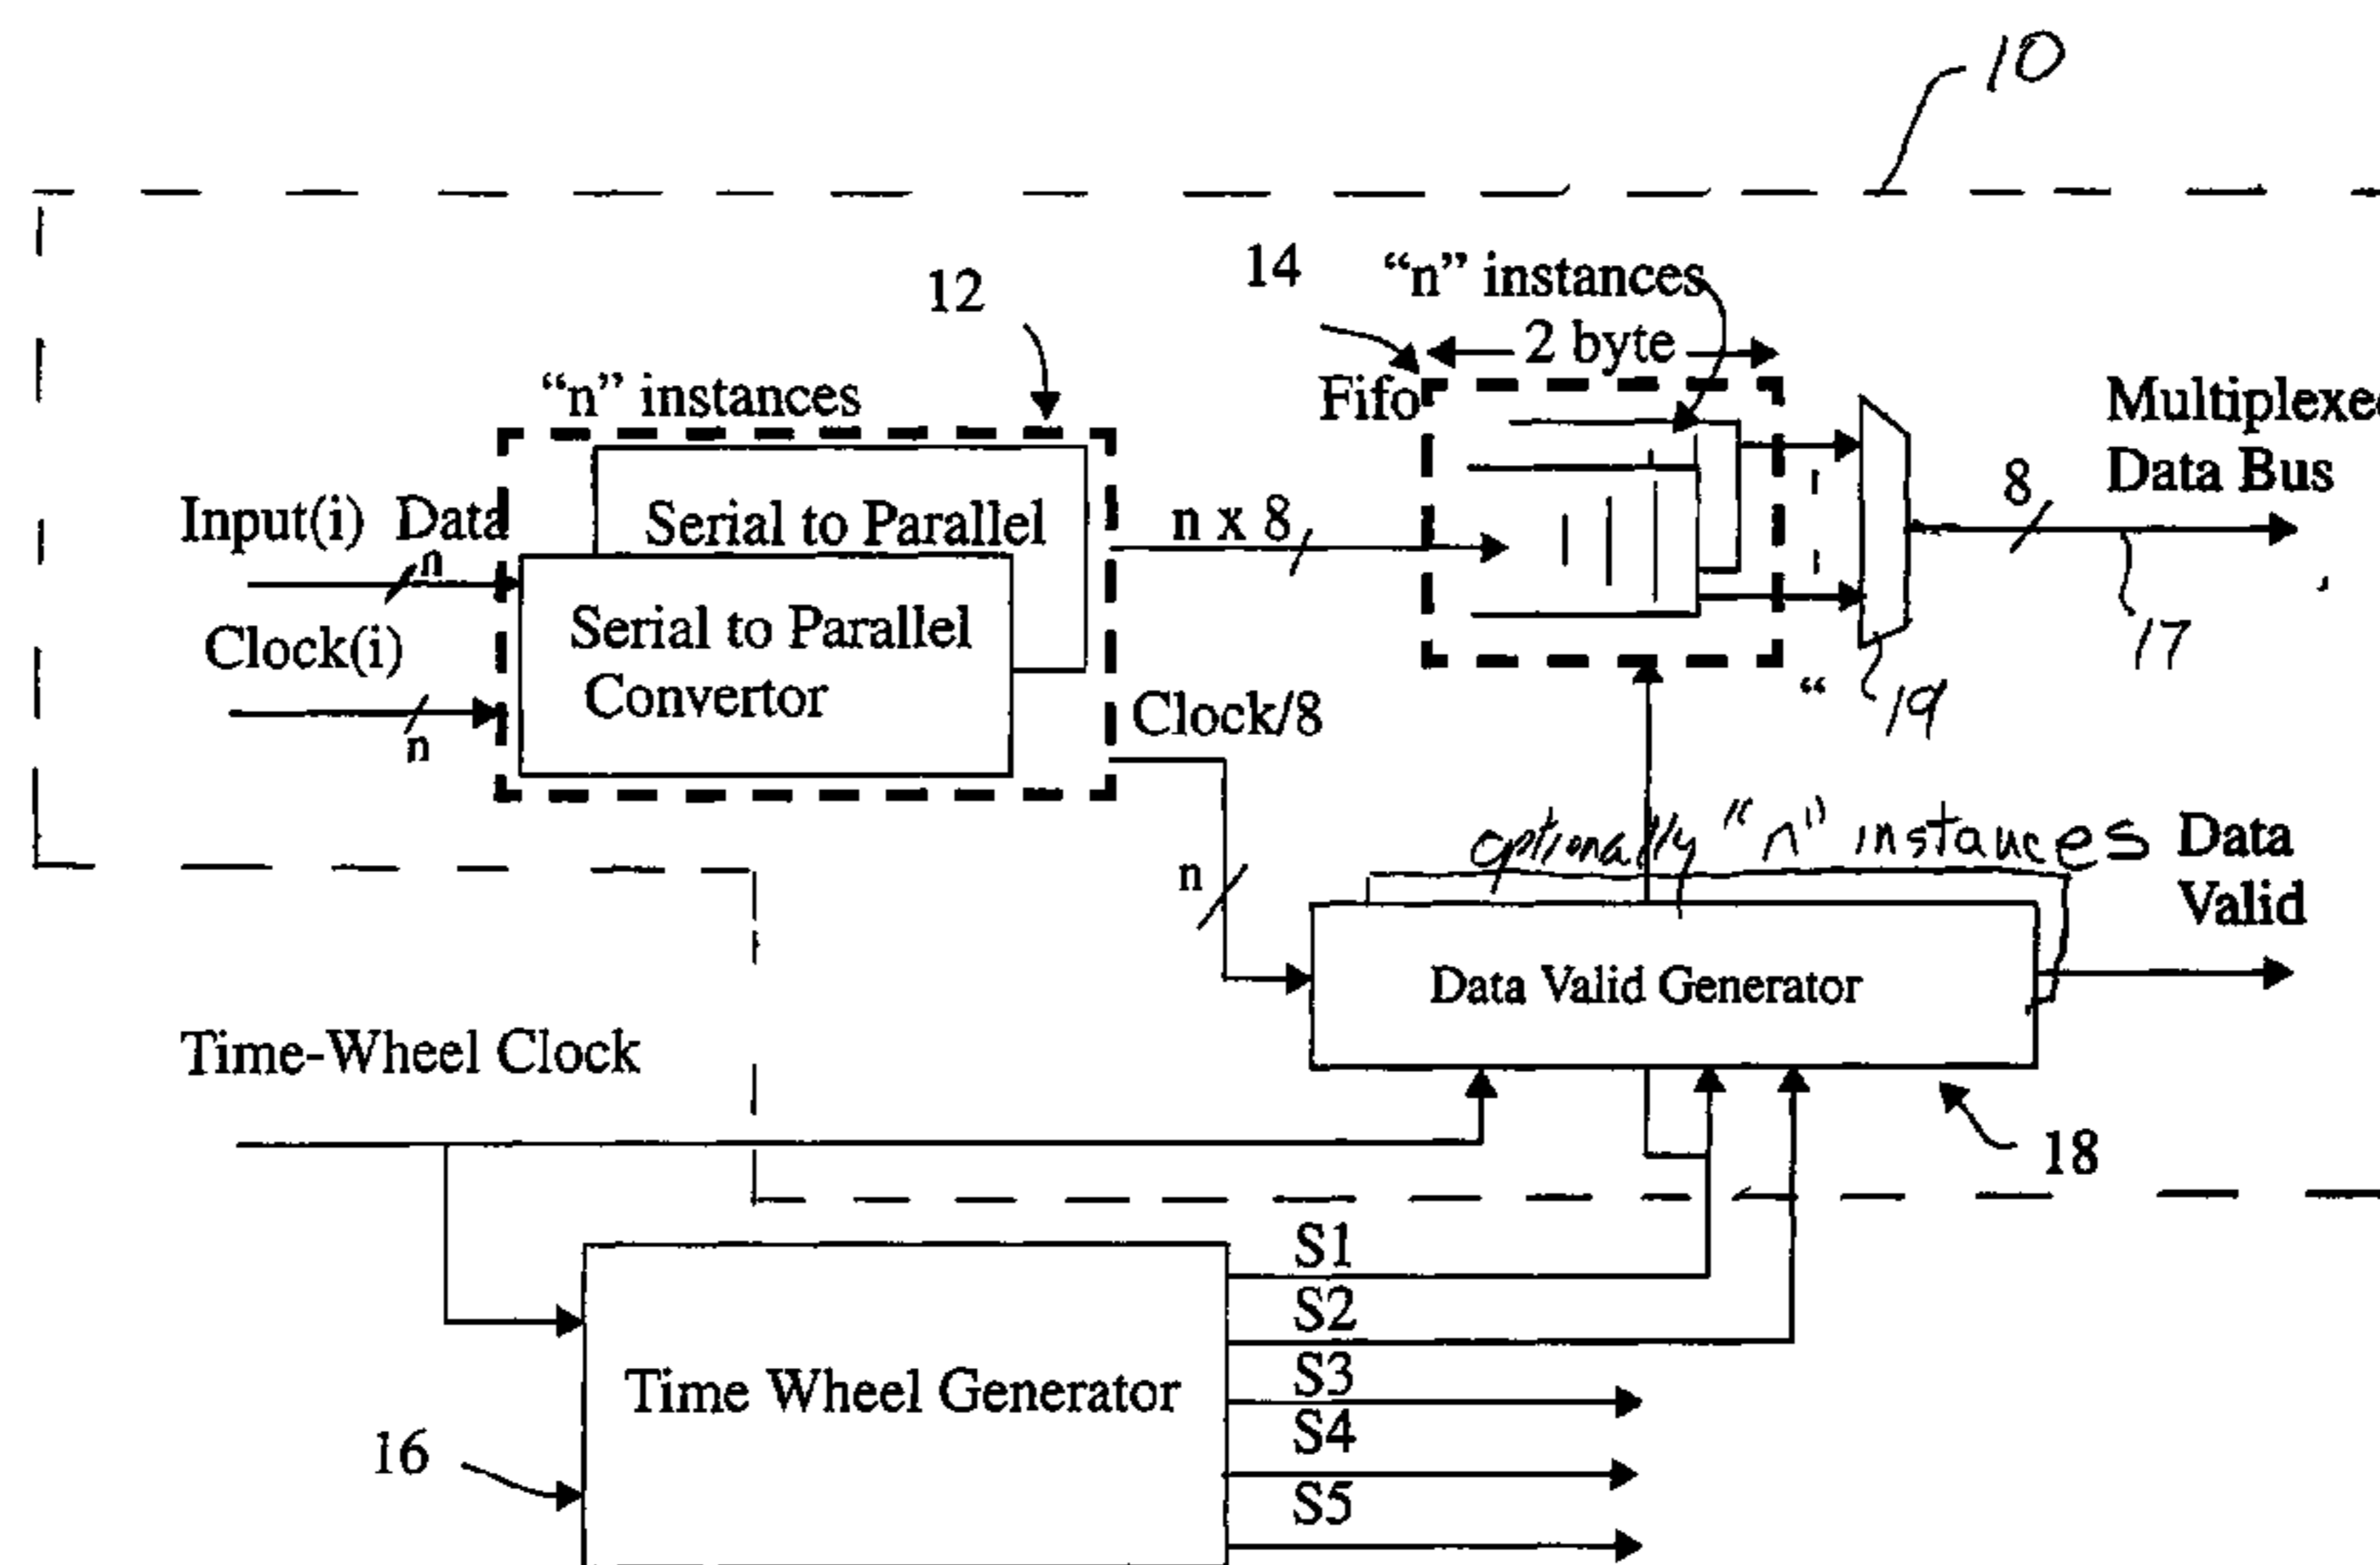 10
12
14
“n” instances
2 byte
Fifo
“n” instances
Multiplexe
Data Bus
8
Input(i) Data
n
Serial to Parallel
n x 8
Serial to Parallel
Convertor
Clock(i)
n
17
“
19
Clock/8
optionally “n” instances
Data
Valid
n
Data Valid Generator
Time-Wheel Clock
18
S1
S2
S3
S4
S5
Time Wheel Generator
16